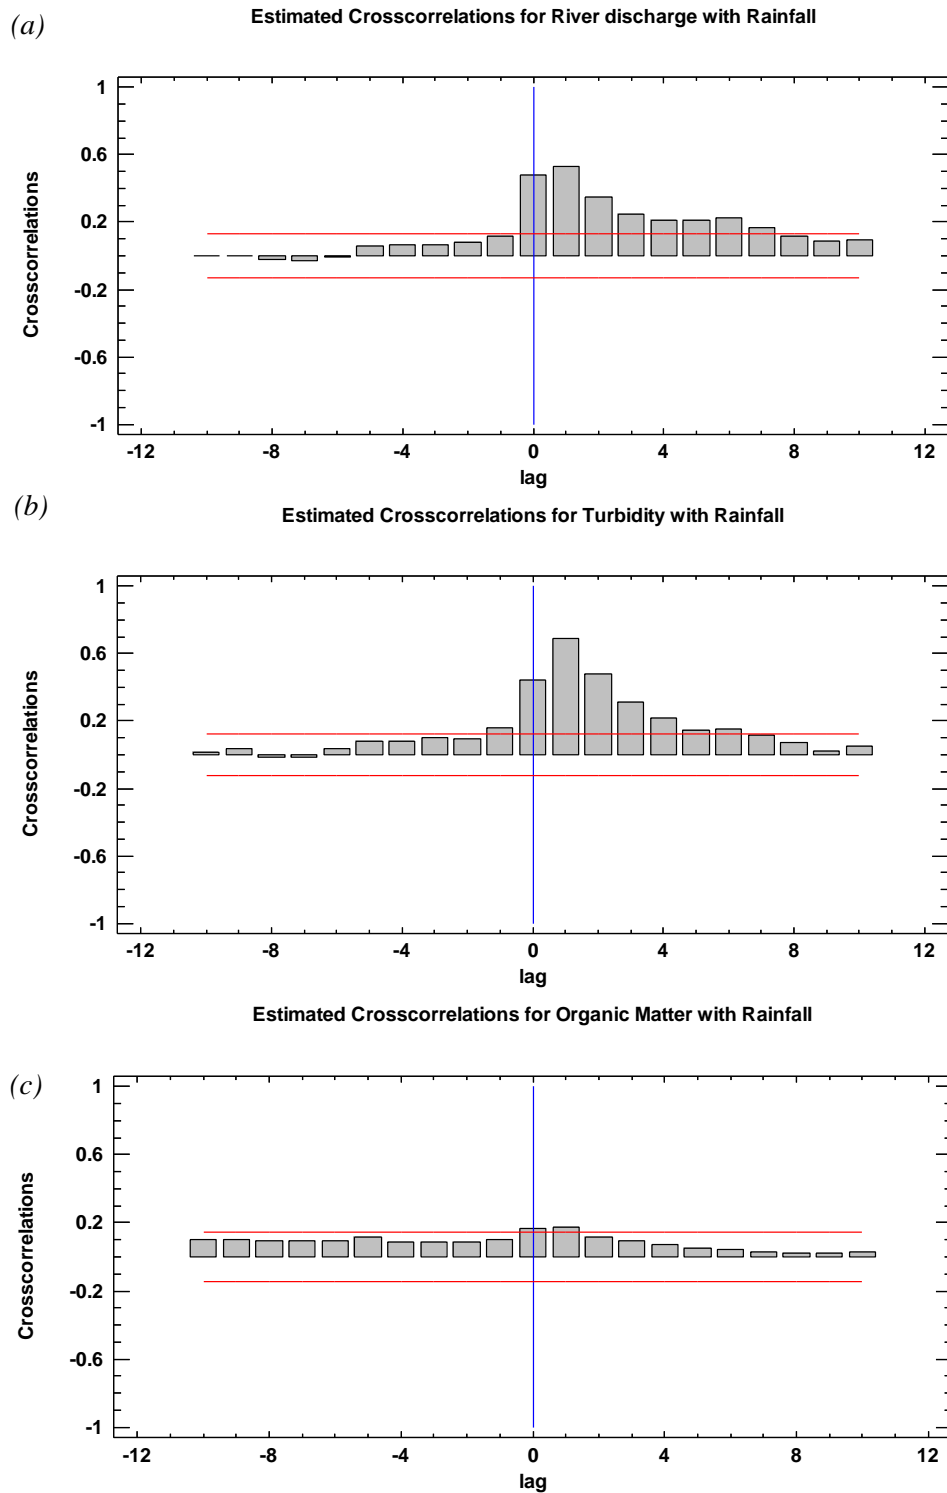 (a)
Estimated Crosscorrelations for River discharge with Rainfall
Crosscorrelations
1
0.6
0.2
-0.2
-0.6
-1
-12 -8 -4 0 4 8 12
lag
(b)
Estimated Crosscorrelations for Turbidity with Rainfall
Crosscorrelations
1
0.6
0.2
-0.2
-0.6
-1
-12 -8 -4 0 4 8 12
lag
Estimated Crosscorrelations for Organic Matter with Rainfall
(c)
Crosscorrelations
1
0.6
0.2
-0.2
-0.6
-1
-12 -8 -4 0 4 8 12
lag